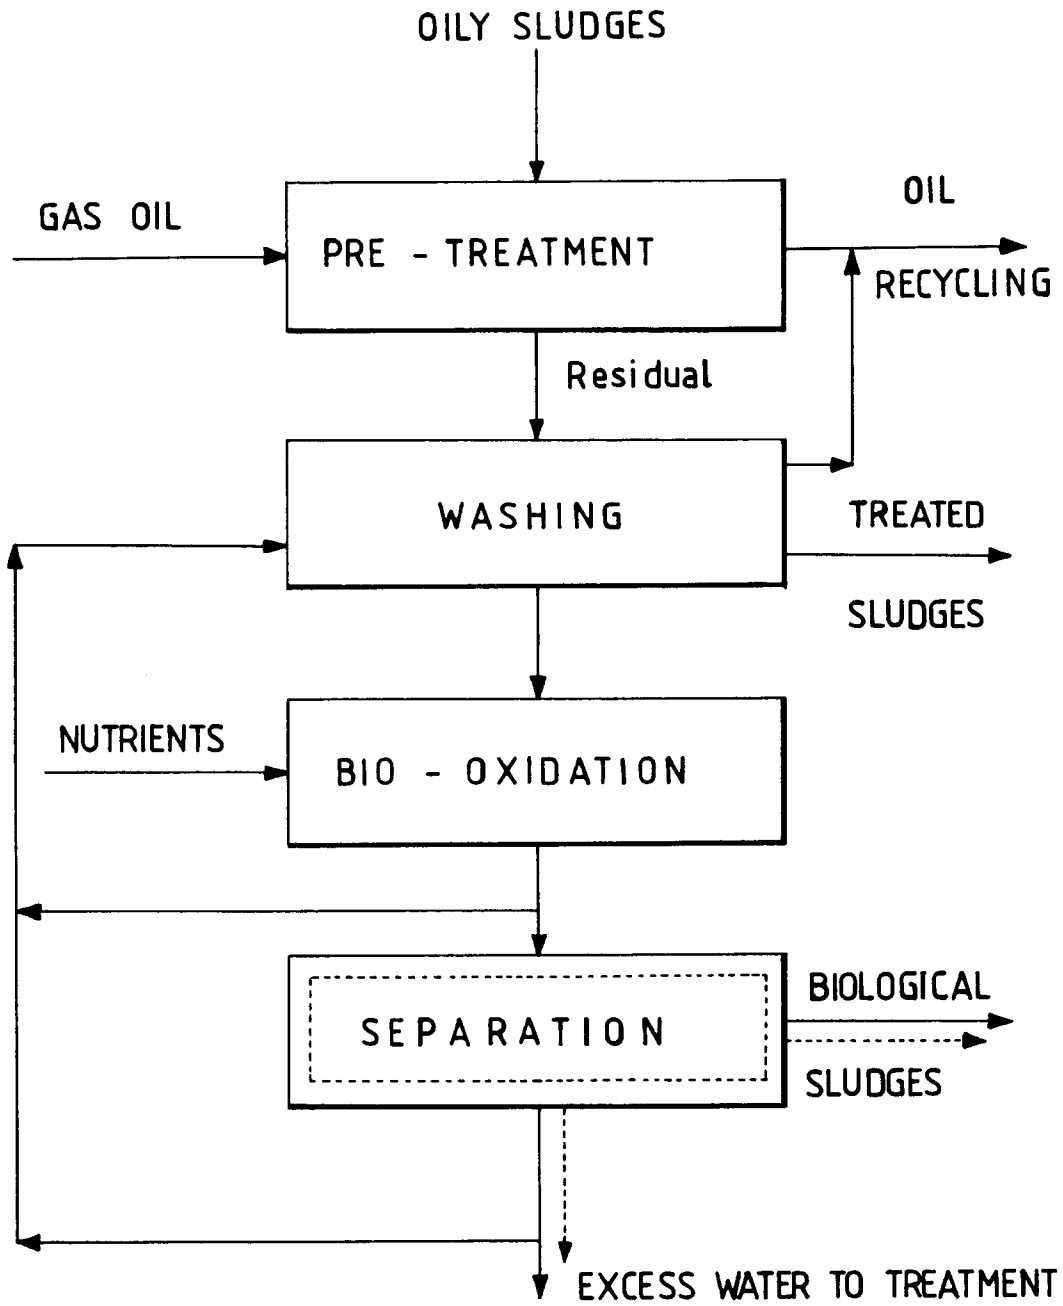 OILY SLUDGES
GAS OIL
PRE - TREATMENT
OIL
RECYCLING
Residual
WASHING
TREATED
SLUDGES
NUTRIENTS
BIO - OXIDATION
SEPARATION
BIOLOGICAL
SLUDGES
EXCESS WATER TO TREATMENT